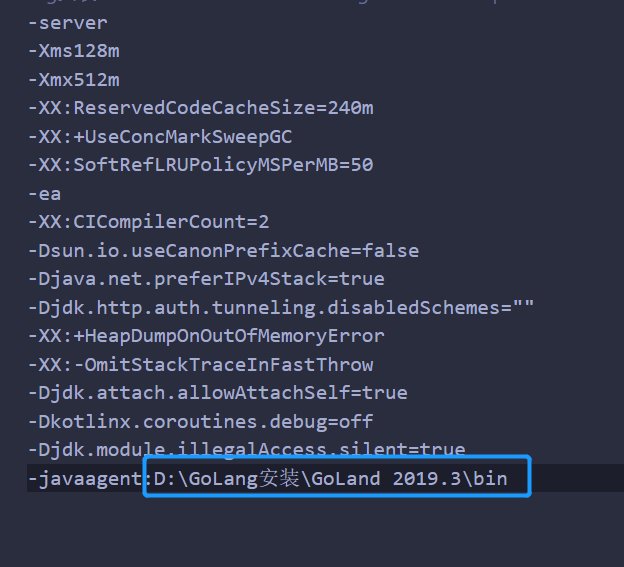 -server
-Xms128m
-Xmx512m
-XX:ReservedCodeCacheSize=240m
-XX:+UseConcMarkSweepGC
-XX:SoftRefLRUPolicyMSPerMB=50
-ea
-XX:CICompilerCount=2
-Dsun.io.useCanonPrefixCache=false
-Djava.net.preferIPv4Stack=true
-Djdk.http.auth.tunneling.disabledSchemes=""
-XX:+HeapDumpOnOutOfMemoryError
-XX:-OmitStackTraceInFastThrow
-Djdk.attach.allowAttachSelf=true
-Dkotlinx.coroutines.debug=off
-Djdk.module.illegalAccess.silent=true
-javaagent:D:\GoLang安装\GoLand 2019.3\bin